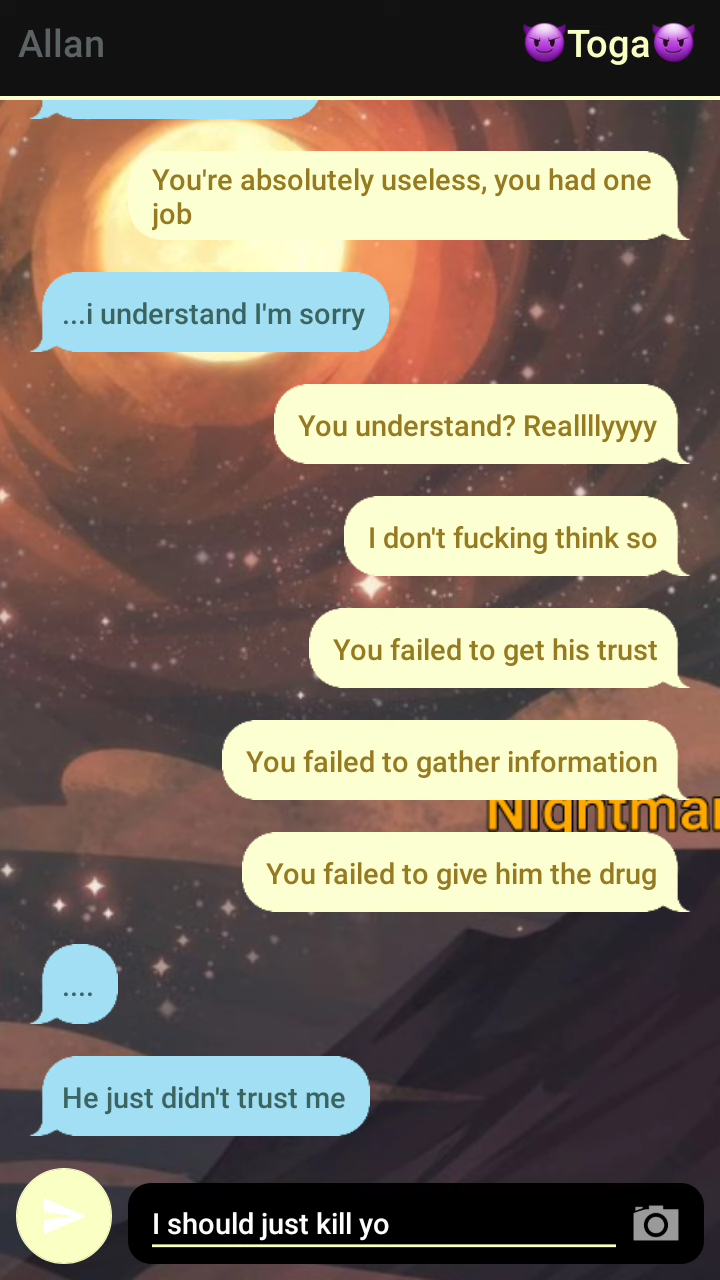 Allan
😈Toga😈
You're absolutely useless, you had one
job
...i understand I'm sorry
You understand? Reallllyyyy
I don't fucking think so
You failed to get his trust
You failed to gather information
You failed to give him the drug
....
He just didn't trust me
I should just kill yo